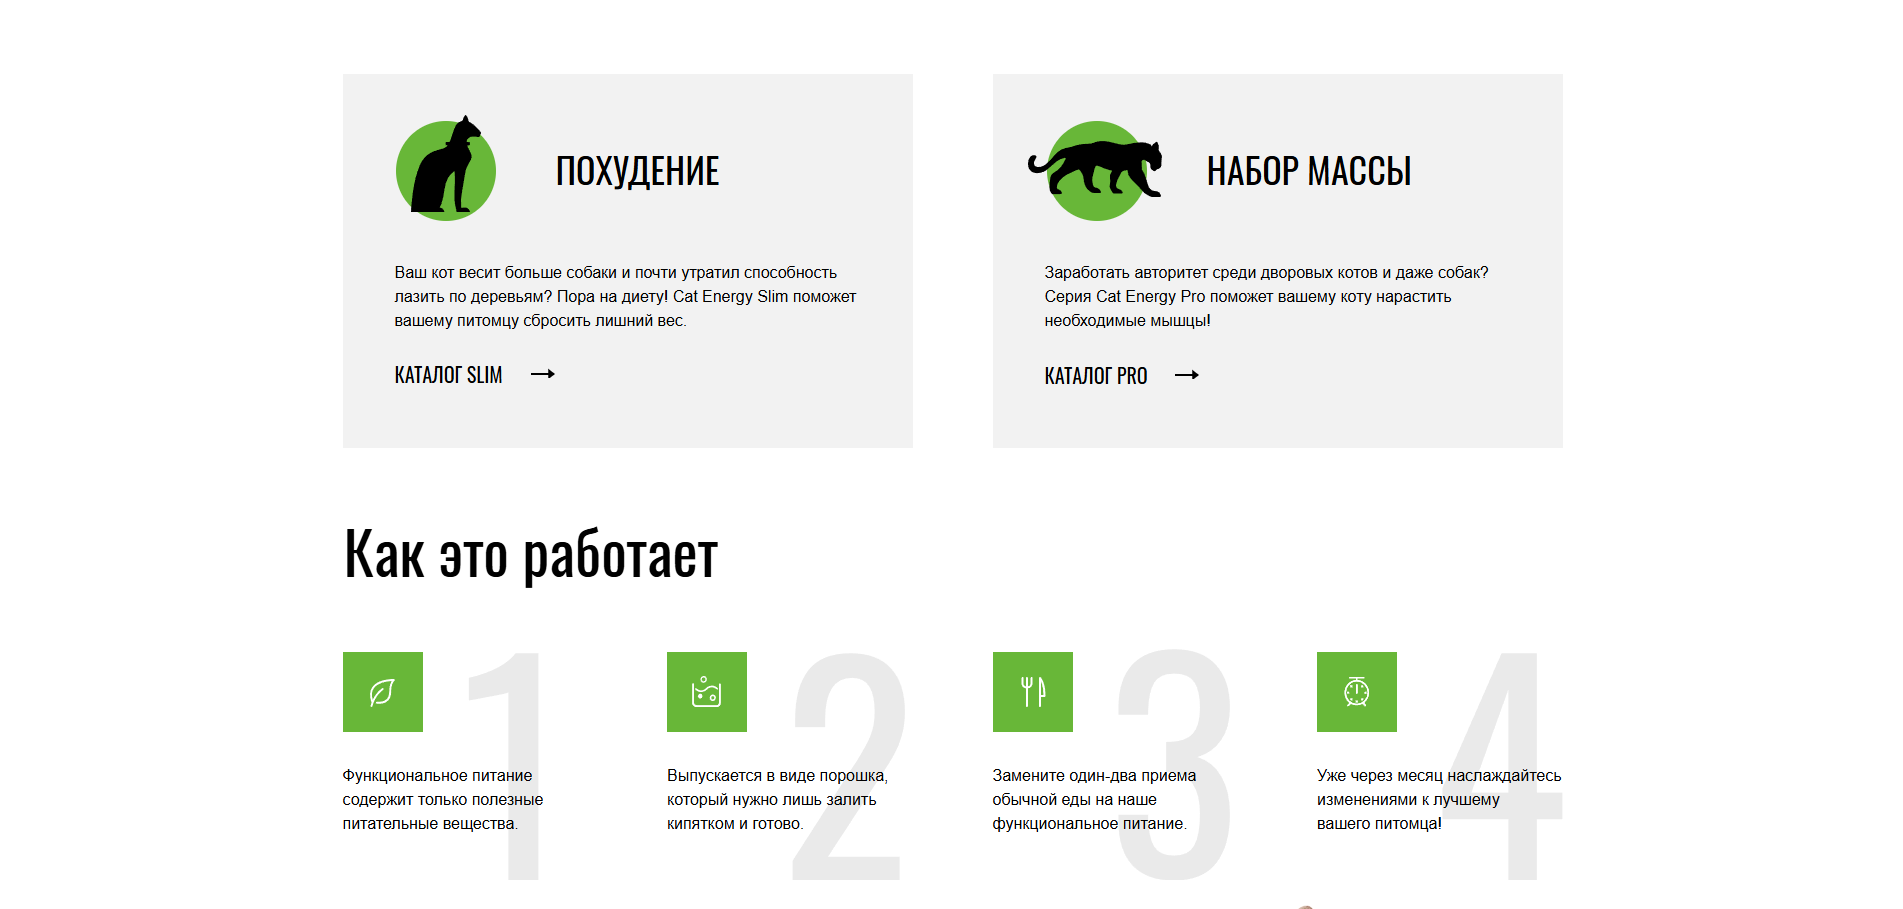 ПОХУДЕНИЕ
Ваш кот весит больше собаки и почти утратил способность
лазить по деревьям? Пора на диету! Cat Energy Slim поможет
вашему питомцу сбросить лишний вес.
КАТАЛОГ SLIM
НАБОР МАССЫ
Заработать авторитет среди дворовых котов и даже собак?
Серия Cat Energy Pro поможет вашему коту нарастить
необходимые мышцы!
КАТАЛОГ PRO
Как это работает
1
Функциональное питание
содержит только полезные
питательные вещества.
2
Выпускается в виде порошка,
который нужно лишь залить
кипятком и готово.
3
Замените один-два приема
обычной еды на наше
функциональное питание.
4
Уже через месяц наслаждайтесь
изменениями к лучшему
вашего питомца!